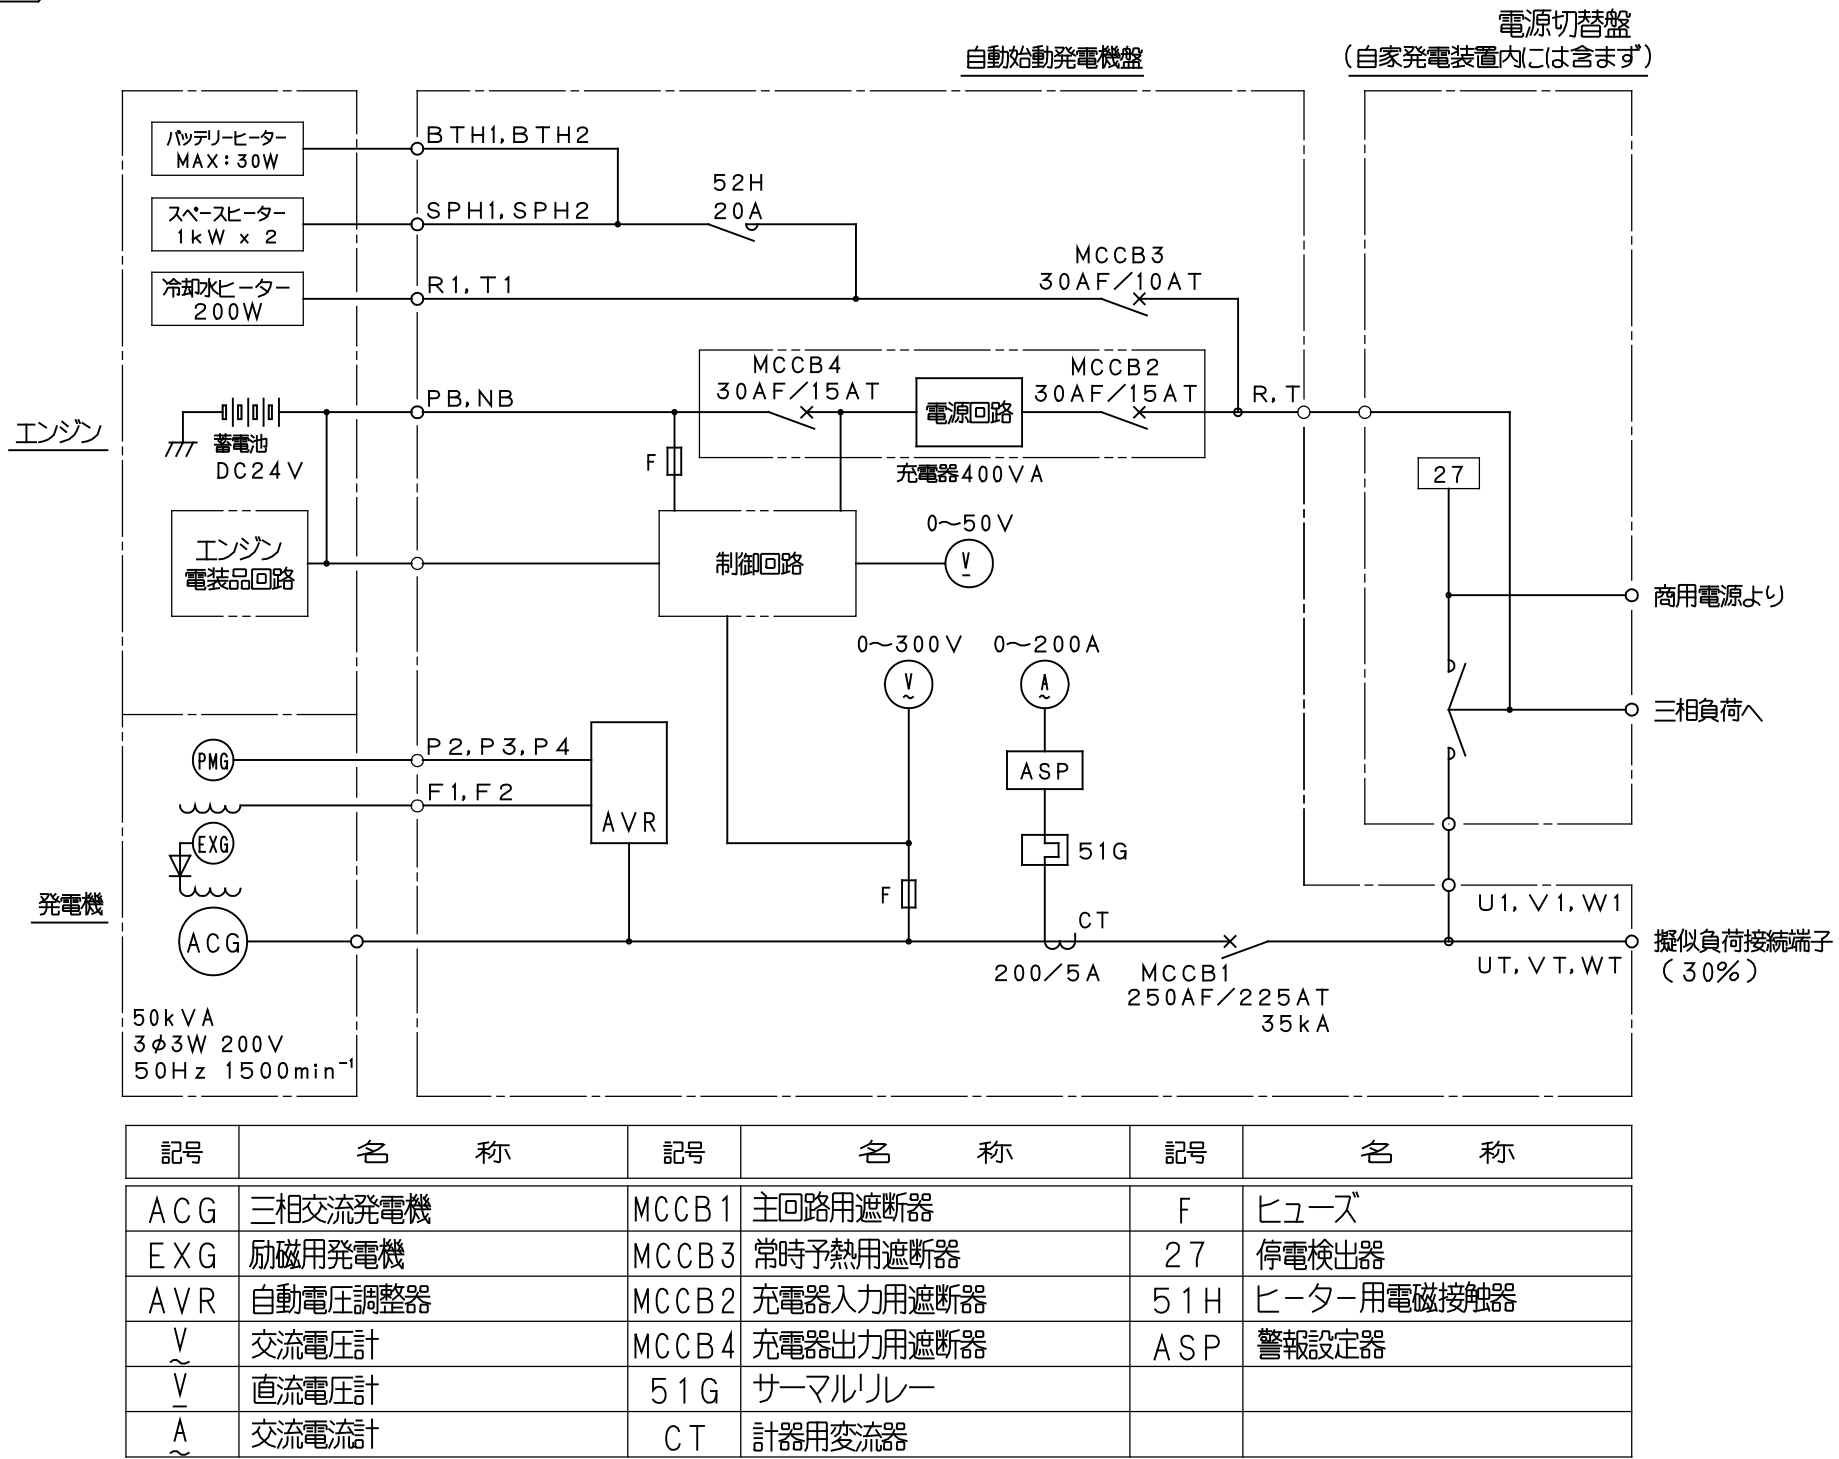 電源切替盤
自動始動発電機盤
(自家発電装置内には含まず)
バッテリーヒーター
MAX:30W
BTH1,BTH2
スペースヒーター
1kW x 2
SPH1,SPH2
52H
20A
冷却水ヒーター
200W
R1,T1
MCCB3
30AF/10AT
エンジン
蓄電池
DC24V
PB,NB
F
MCCB4
30AF/15AT
電源回路
MCCB2
30AF/15AT
充電器400VA
R,T
27
エンジン
電装品回路
制御回路
0~50V
V
商用電源より
0~300V
V
~
0~200A
A
~
三相負荷へ
PMG
P2,P3,P4
F1,F2
AVR
ASP
EXG
51G
F
発電機
ACG
CT
200/5A
MCCB1
250AF/225AT
35kA
U1,V1,W1
UT,VT,WT
擬似負荷接続端子
(30%)
50kVA
3φ3W 200V
50Hz 1500min⁻¹
記号 名 称 記号 名 称 記号 名 称
ACG 三相交流発電機 MCCB1 主回路用遮断器 F ヒューズ
EXG 励磁用発電機 MCCB3 常時予熱用遮断器 27 停電検出器
AVR 自動電圧調整器 MCCB2 充電器入力用遮断器 51H ヒーター用電磁接触器
V ~ 交流電圧計 MCCB4 充電器出力用遮断器 ASP 警報設定器
V 直流電圧計 51G サーマルリレー
A ~ 交流電流計 CT 計器用変流器